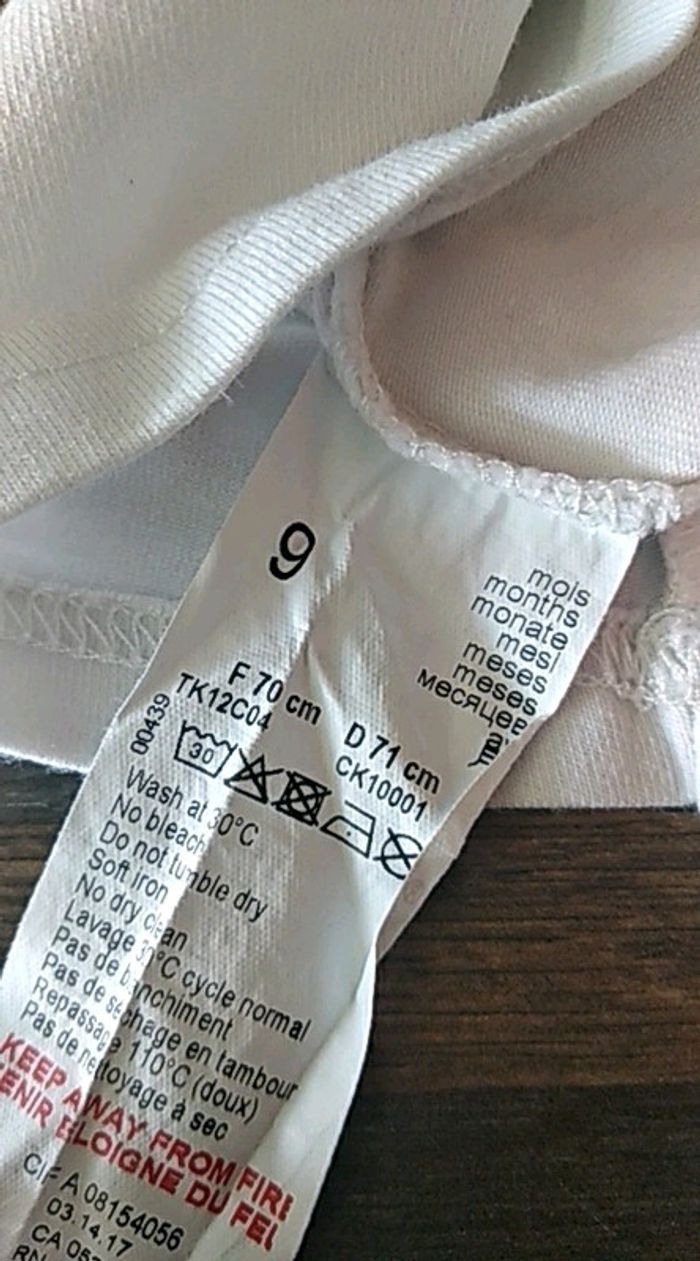 9
mois
months
monate
mesi
meses
meses
месяцев
F 70 cm D 71 cm
TK12C04 CK10001
00439
30
Wash at 30°C
No bleach
Do not tumble dry
Soft iron
No dry clean
Lavage 30°C cycle normal
Pas de blanchiment
Pas de sechage en tambour
Repassage 110°C (doux)
Pas de nettoyage à sec
KEEP AWAY FROM FIRE
TENIR ELOIGNE DU FEU
CIF A 08154056
03.14.17
CA
RN